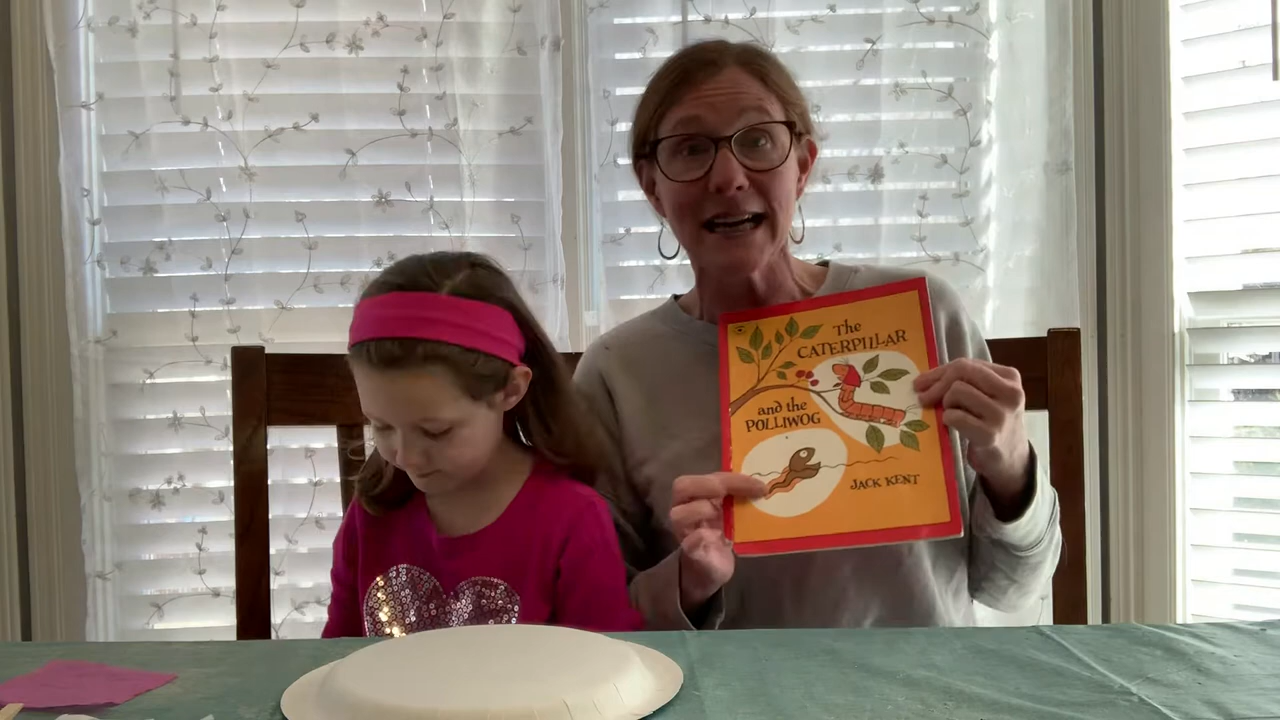 The
CATERPILLAR
and the
POLLIWOG
JACK KENT